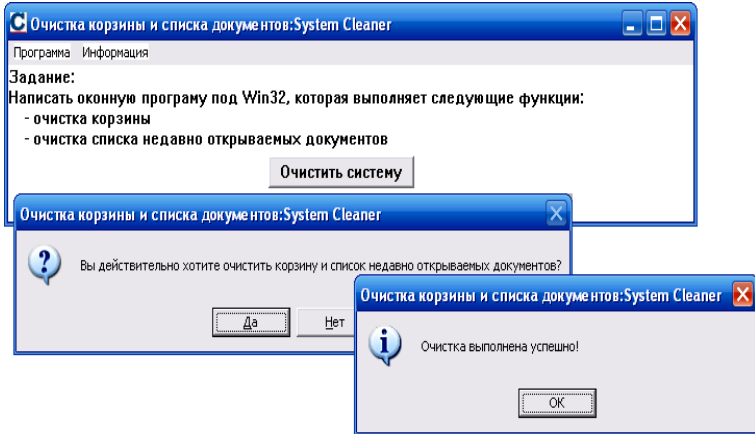 Очистка корзины и списка документов:System Cleaner
Программа Информация
Задание:
Написать оконную програму под Win32, которая выполняет следующие функции:
- очистка корзины
- очистка списка недавно открываемых документов
Очистить систему
Очистка корзины и списка документов:System Cleaner
Вы действительно хотите очистить корзину и список недавно открываемых документов?
Да Нет
Очистка корзины и списка документов:System Cleaner
Очистка выполнена успешно!
OK